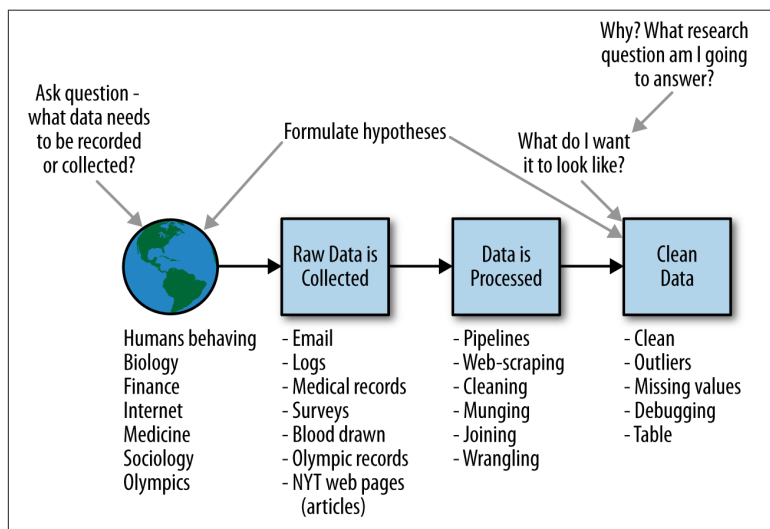 Why? What research
question am I going
to answer?
Ask question -
what data needs
to be recorded
or collected?
Formulate hypotheses
What do I want
it to look like?
Raw Data is
Collected
Data is
Processed
Clean
Data
Humans behaving
Biology
Finance
Internet
Medicine
Sociology
Olympics
- Email
- Logs
- Medical records
- Surveys
- Blood drawn
- Olympic records
- NYT web pages
(articles)
- Pipelines
- Web-scraping
- Cleaning
- Munging
- Joining
- Wrangling
- Clean
- Outliers
- Missing values
- Debugging
- Table